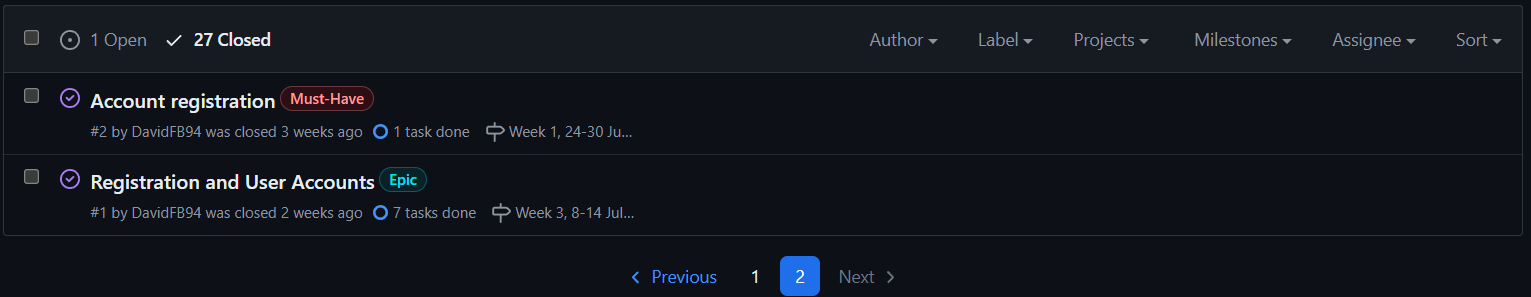 1 Open 27 Closed Author Label Projects Milestones Assignee Sort
Account registration Must-Have
#2 by DavidFB94 was closed 3 weeks ago 1 task done Week 1, 24-30 Ju...
Registration and User Accounts Epic
#1 by DavidFB94 was closed 2 weeks ago 7 tasks done Week 3, 8-14 Jul...
Previous 1 2 Next